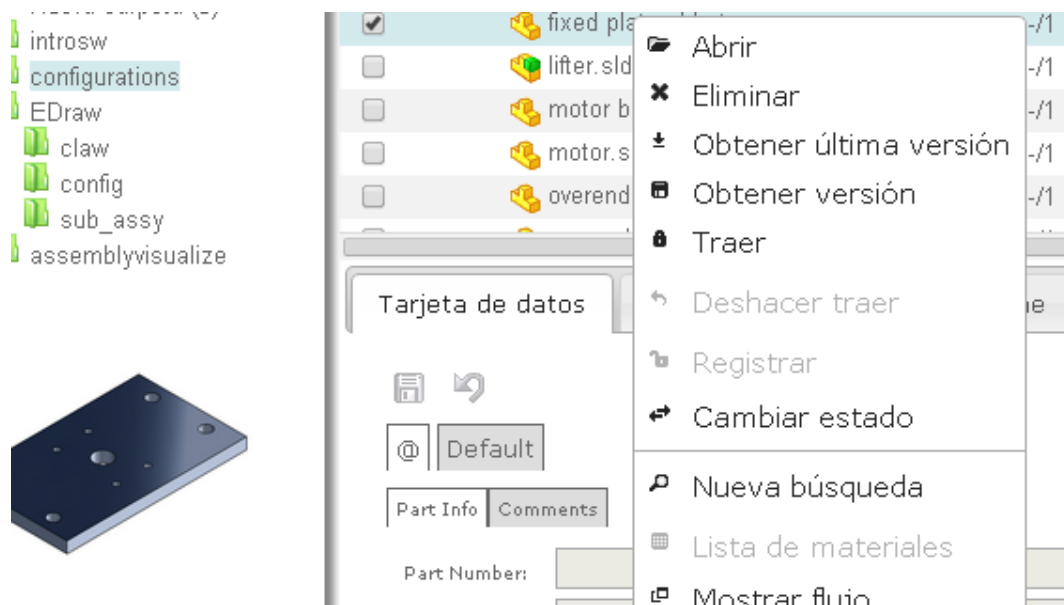 introsw
configurations
EDraw
claw
config
sub_assy
assemblyvisualize
fixed pla
-/1
lifter.sld
-/1
motor b
-/1
motor.s
-/1
overend
-/1
Abrir
Eliminar
Obtener última versión
Obtener versión
Traer
Deshacer traer
Registrar
Cambiar estado
Nueva búsqueda
Lista de materiales
Mostrar flujo
Tarjeta de datos
@
Default
Part Info
Comments
Part Number: